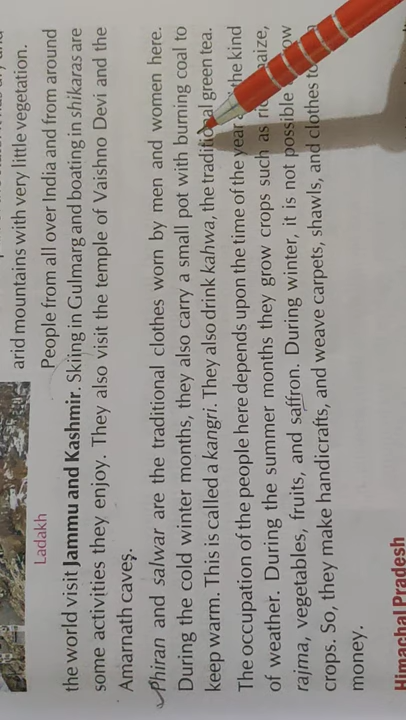 arid mountains with very little vegetation.
Ladakh
People from all over India and from around
the world visit Jammu and Kashmir. Skiing in Gulmarg and boating in shikaras are
some activities they enjoy. They also visit the temple of Vaishno Devi and the
Amarnath caves.
Phiran and salwar are the traditional clothes worn by men and women here.
During the cold winter months, they also carry a small pot with burning coal to
keep warm. This is called a kangri. They also drink kahwa, the traditional green tea.
The occupation of the people here depends upon the time of the year the kind
of weather. During the summer months they grow crops such as maize,
rajma, vegetables, fruits, and saffron. During winter, it is not possible
crops. So, they make handicrafts, and weave carpets, shawls, and clothes
money.
Himachal Pradesh